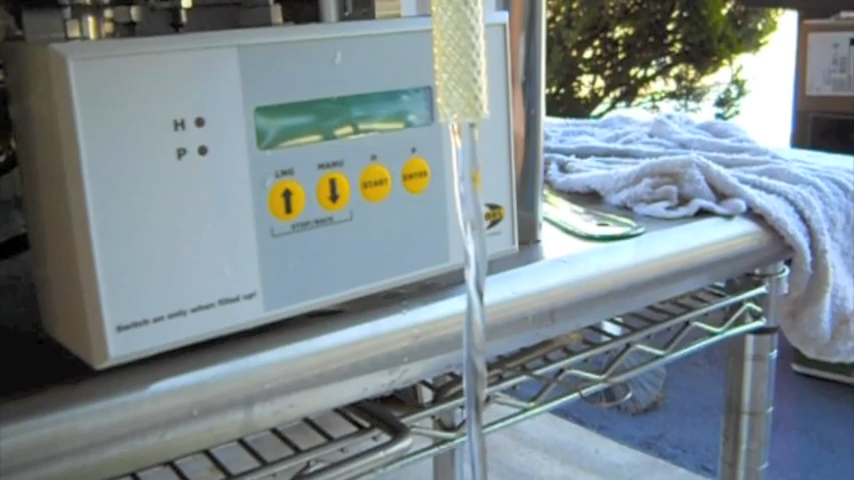 H
P
LNG MANU H P
START ENTER
STOP/BACK
Switch on only when filled up!